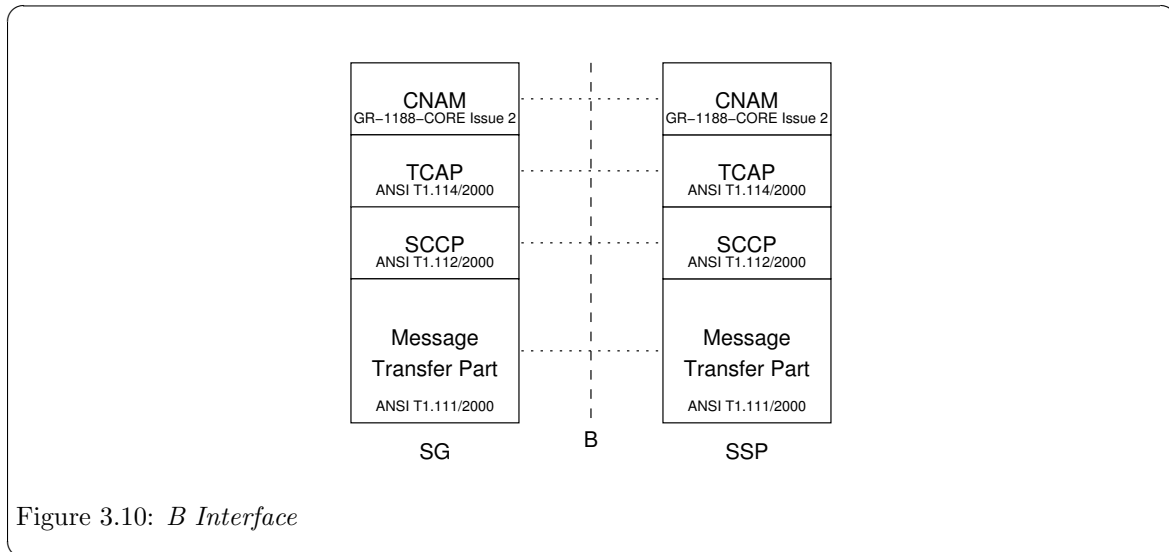 CNAM
GR−1188−CORE Issue 2
TCAP
ANSI T1.114/2000
SCCP
ANSI T1.112/2000
Message
Transfer Part
ANSI T1.111/2000
SG
B
CNAM
GR−1188−CORE Issue 2
TCAP
ANSI T1.114/2000
SCCP
ANSI T1.112/2000
Message
Transfer Part
ANSI T1.111/2000
SSP
Figure 3.10: B Interface